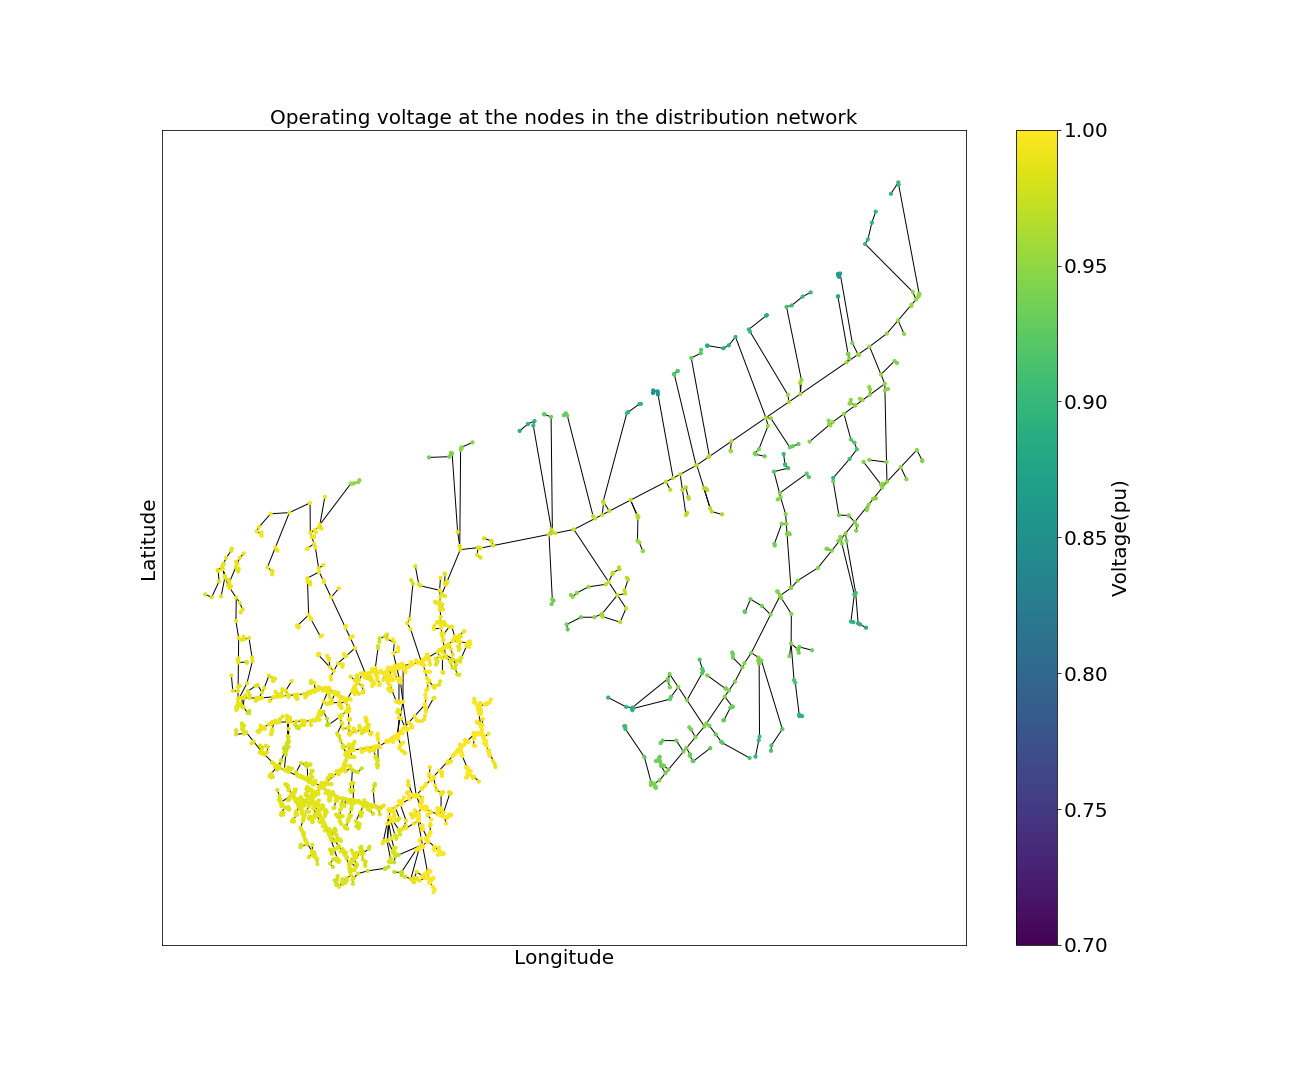 Operating voltage at the nodes in the distribution network
Latitude
Longitude
1.00
0.95
0.90
0.85
0.80
0.75
0.70
Voltage(pu)